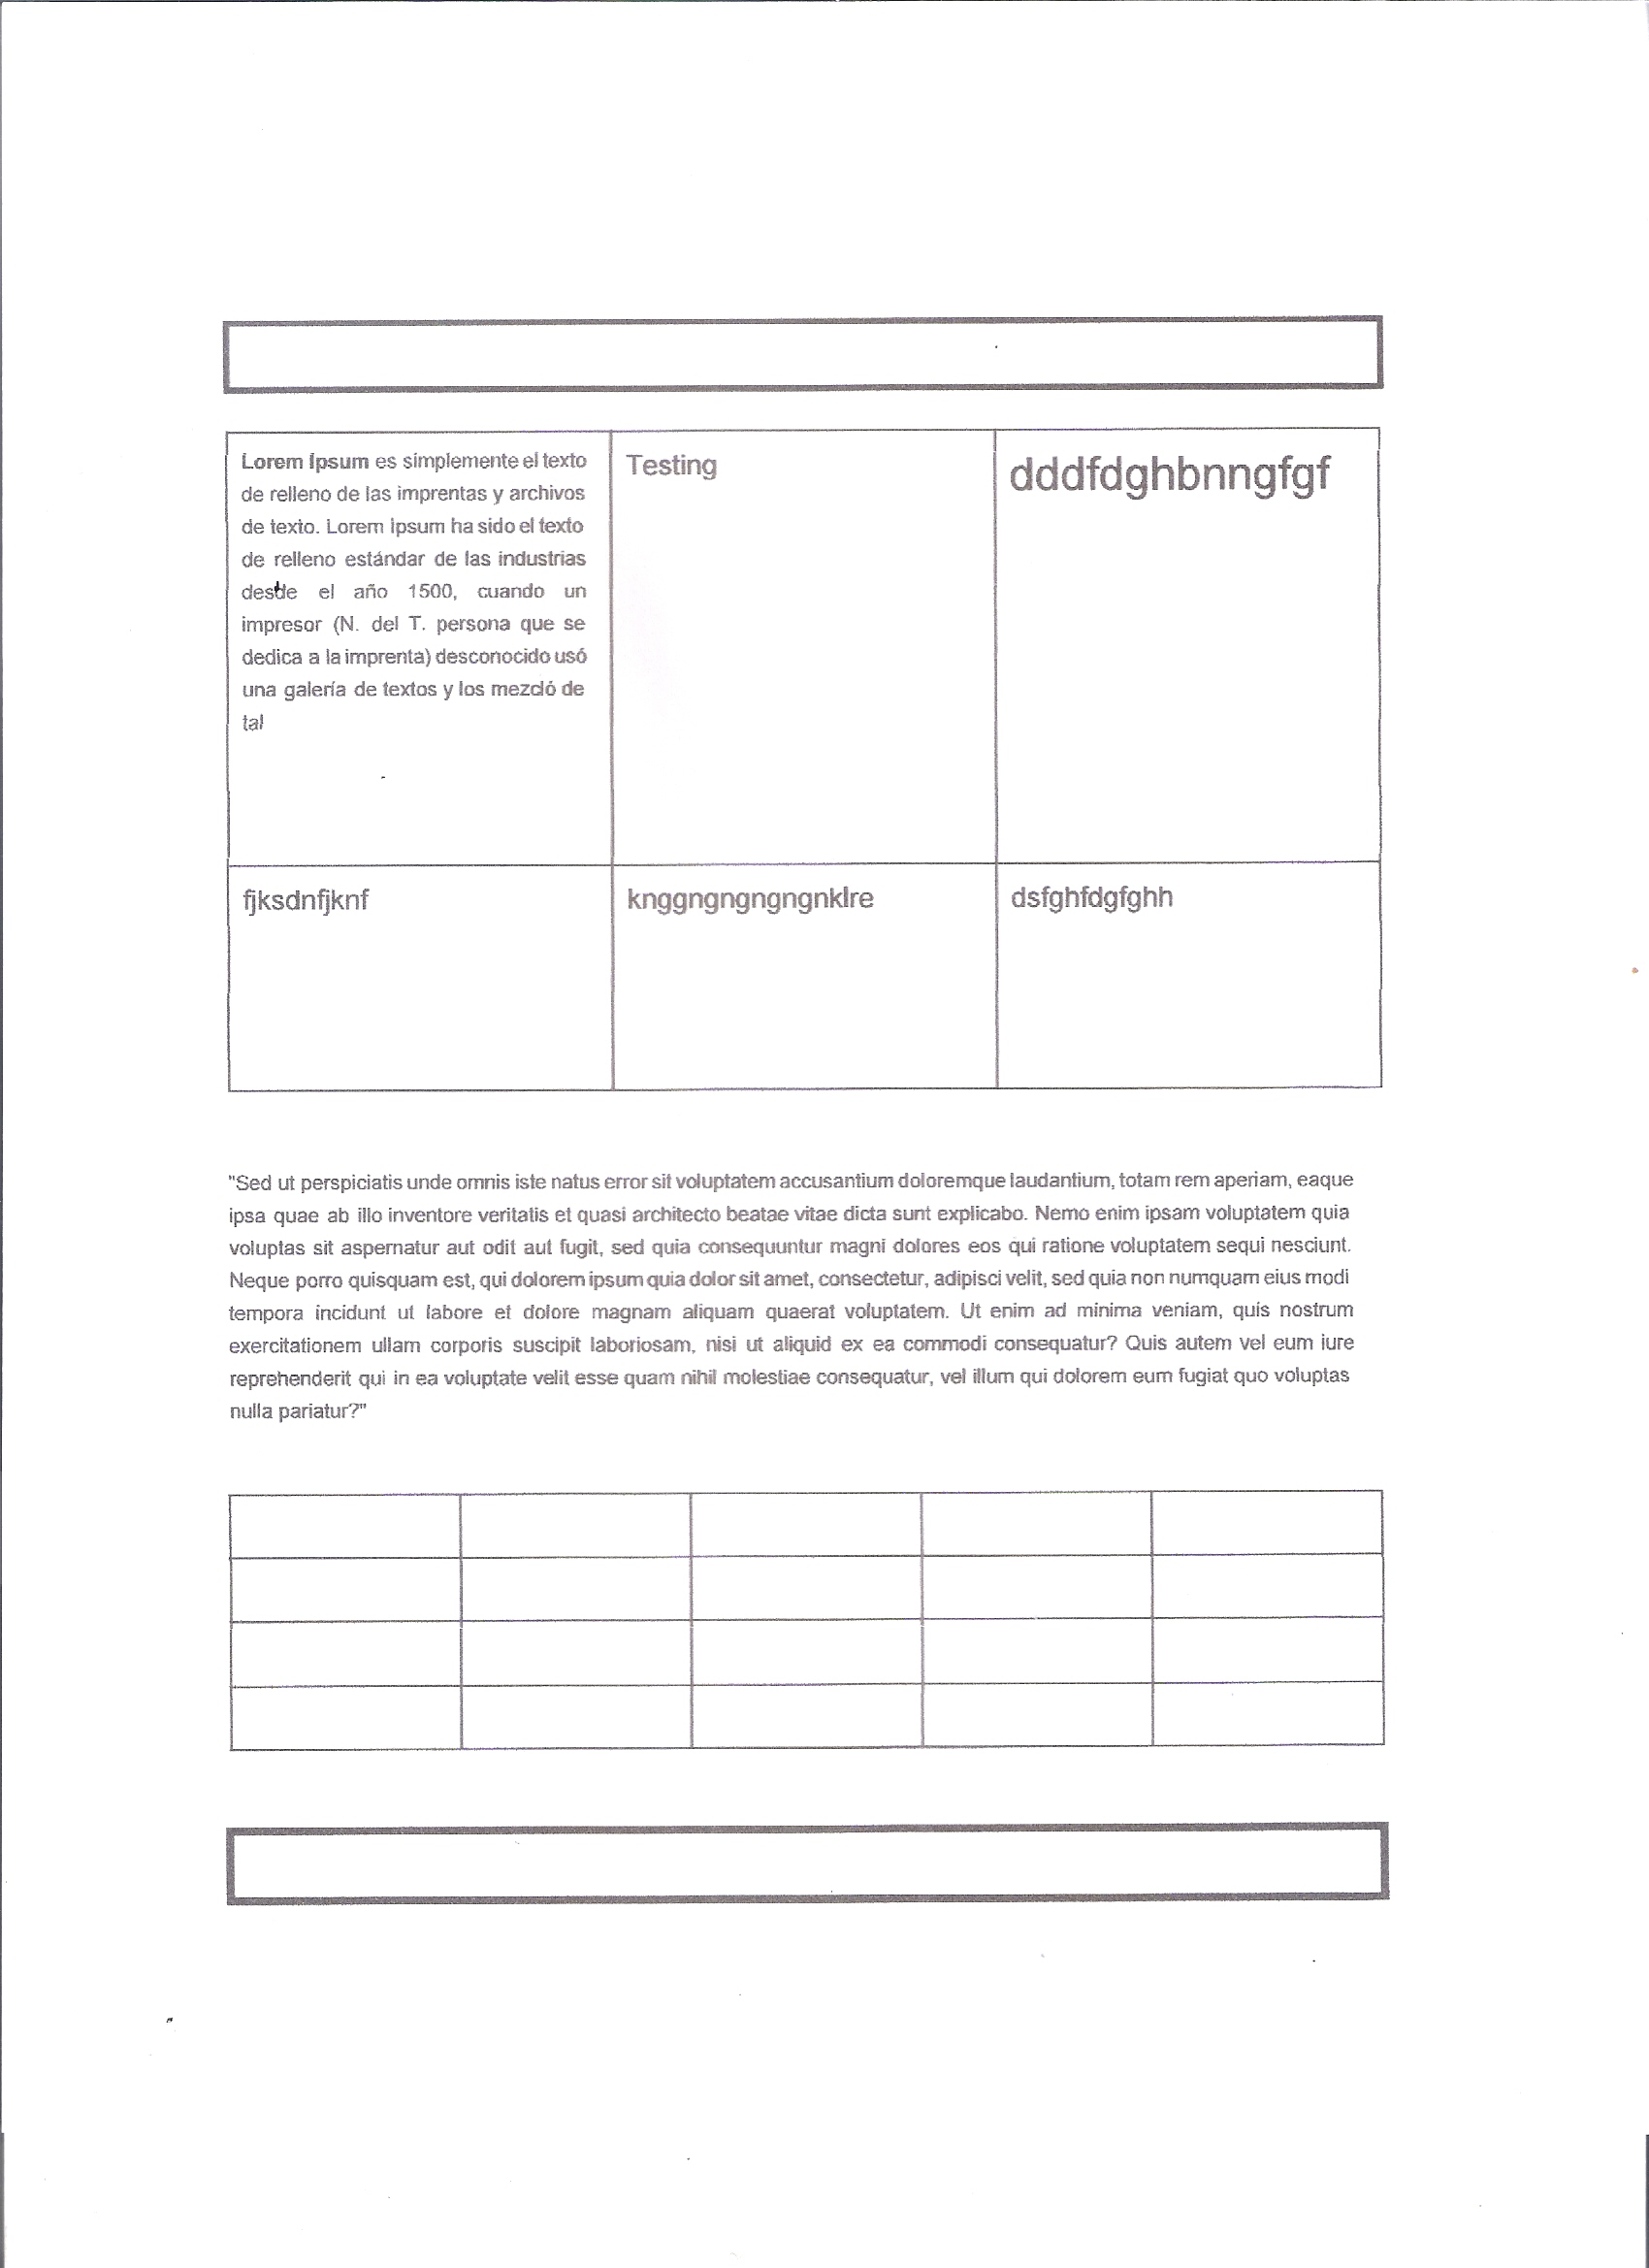 Lorem Ipsum es simplemente el texto
de relleno de las imprentas y archivos
de texto. Lorem Ipsum ha sido el texto
de relleno estándar de las industrias
desde el año 1500, cuando un
impresor (N. del T. persona que se
dedica a la imprenta) desconocido usó
una galería de textos y los mezcló de
tal
Testing
dddfdghbnngfgf
fjksdnfjknf
knggngngngngnklre
dsfghfdgfghh
"Sed ut perspiciatis unde omnis iste natus error sit voluptatem accusantium doloremque laudantium, totam rem aperiam, eaque
ipsa quae ab illo inventore veritatis et quasi architecto beatae vitae dicta sunt explicabo. Nemo enim ipsam voluptatem quia
voluptas sit aspernatur aut odit aut fugit, sed quia consequuntur magni dolores eos qui ratione voluptatem sequi nesciunt.
Neque porro quisquam est, qui dolorem ipsum quia dolor sit amet, consectetur, adipisci velit, sed quia non numquam eius modi
tempora incidunt ut labore et dolore magnam aliquam quaerat voluptatem. Ut enim ad minima veniam, quis nostrum
exercitationem ullam corporis suscipit laboriosam, nisi ut aliquid ex ea commodi consequatur? Quis autem vel eum iure
reprehenderit qui in ea voluptate velit esse quam nihil molestiae consequatur, vel illum qui dolorem eum fugiat quo voluptas
nulla pariatur?"